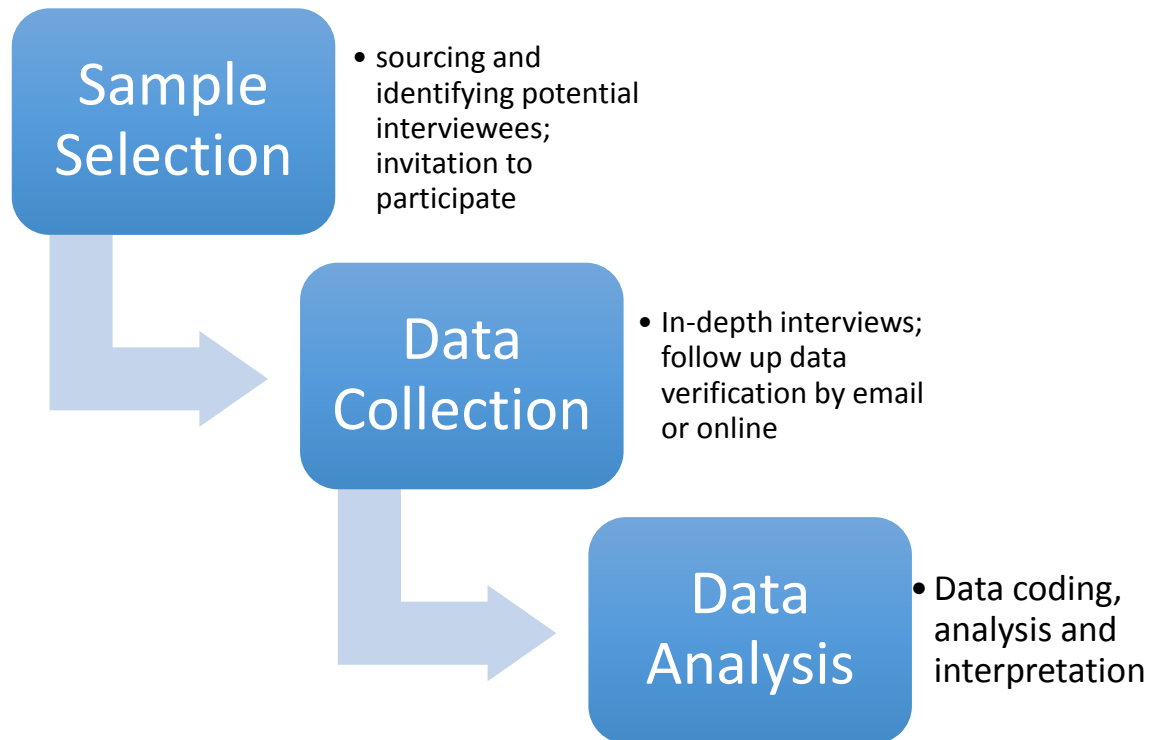 Sample
Selection
• sourcing and
identifying potential
interviewees;
invitation to
participate
Data
Collection
• In-depth interviews;
follow up data
verification by email
or online
Data
Analysis
• Data coding,
analysis and
interpretation